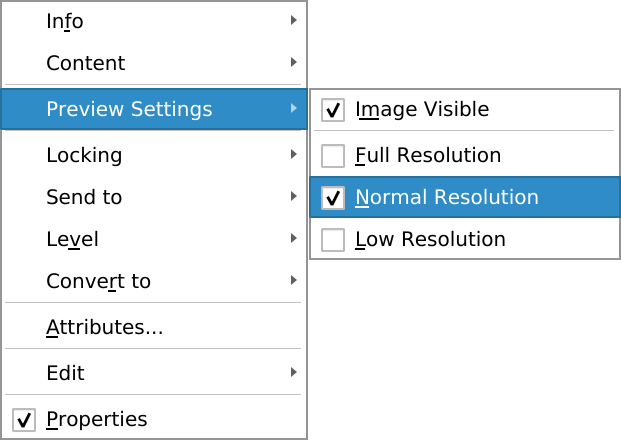 Info
Content
Preview Settings
Locking
Send to
Level
Convert to
Attributes...
Edit
Properties
Image Visible
Full Resolution
Normal Resolution
Low Resolution